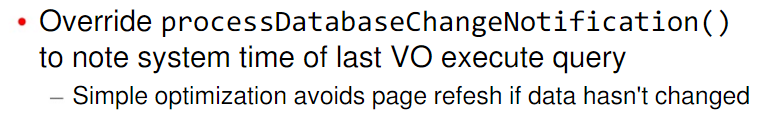 • Override processDatabaseChangeNotification()
to note system time of last VO execute query
– Simple optimization avoids page refesh if data hasn't changed